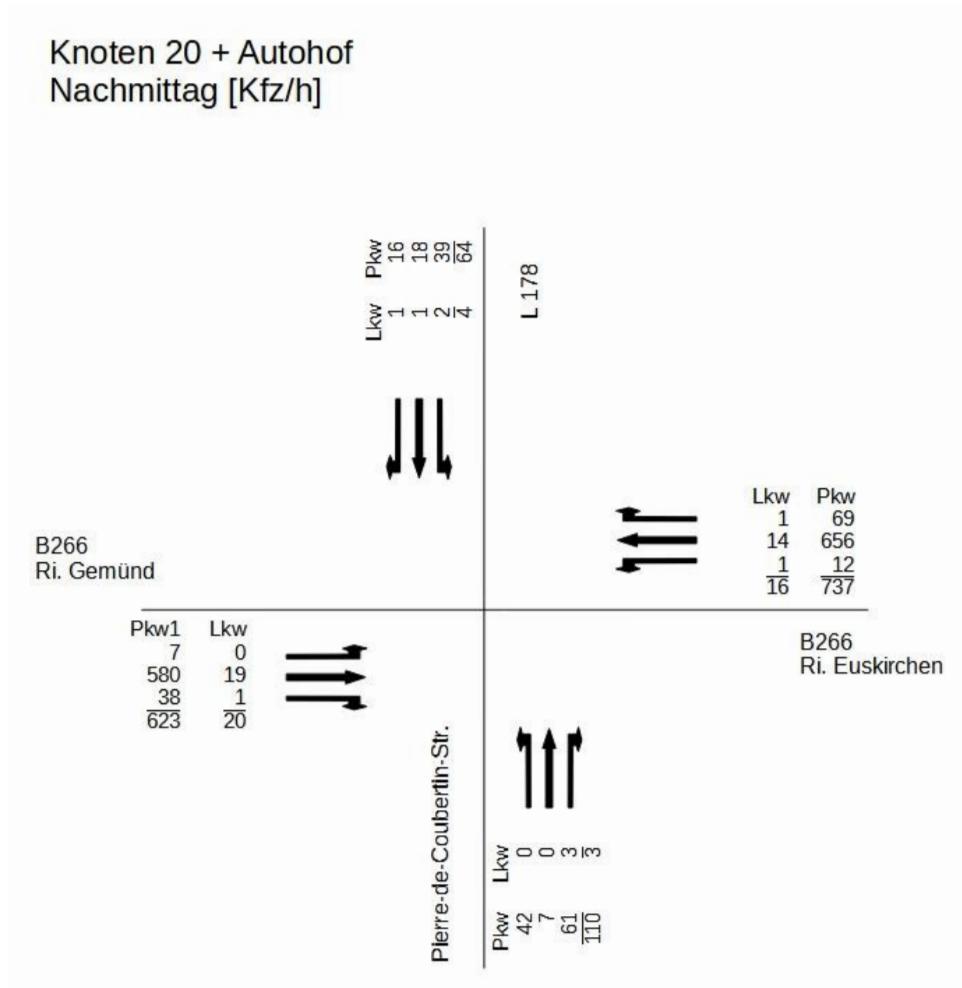 Knoten 20 + Autohof
Nachmittag [Kfz/h]
Pkw 16 18 39 64
Lkw 1 1 2 4
L 178
Lkw Pkw
1 69
14 656
1 12
16 737
B266
Ri. Gemünd
B266
Ri. Euskirchen
Pkw1 Lkw
7 0
580 19
38 1
623 20
Pierre-de-Coubertin-Str.
Lkw 0 0 3 3
Pkw 42 7 61 110